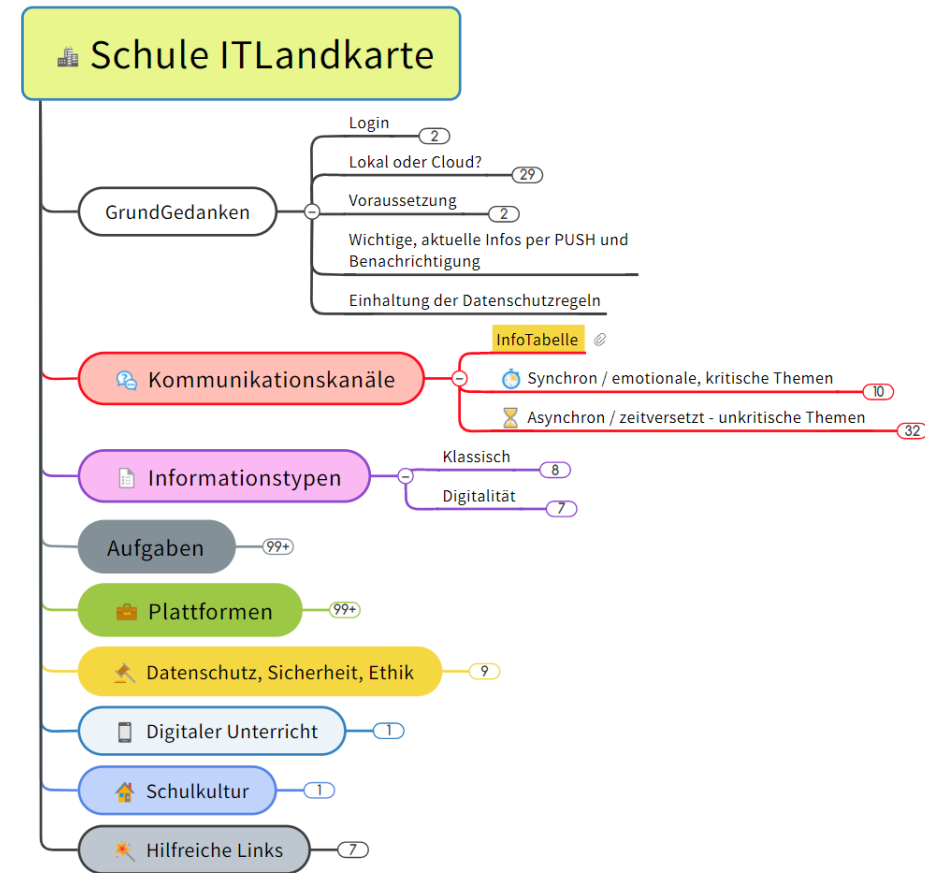 Schule ITLandkarte
GrundGedanken
Login
2
Lokal oder Cloud?
29
Voraussetzung
2
Wichtige, aktuelle Infos per PUSH und
Benachrichtigung
Einhaltung der Datenschutzregeln
Kommunikationskanäle
InfoTabelle
Synchron / emotionale, kritische Themen
10
Asynchron / zeitversetzt - unkritische Themen
32
Informationstypen
Klassisch
8
Digitalität
7
Aufgaben
99+
Plattformen
99+
Datenschutz, Sicherheit, Ethik
9
Digitaler Unterricht
1
Schulkultur
1
Hilfreiche Links
7